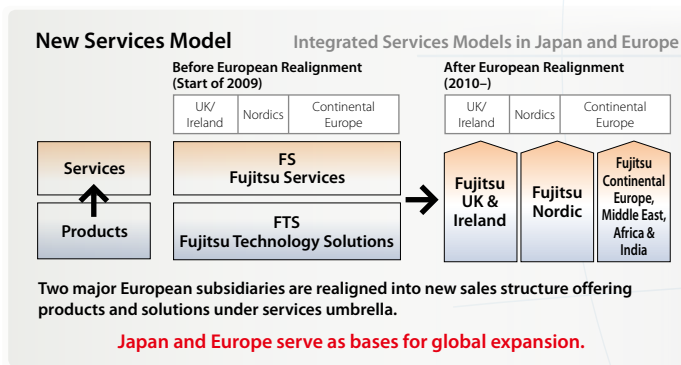 New Services Model
Integrated Services Models in Japan and Europe
Before European Realignment
(Start of 2009)
UK/
Ireland
Nordics
Continental
Europe
Services
Products
FS
Fujitsu Services
FTS
Fujitsu Technology Solutions
After European Realignment
(2010–)
UK/
Ireland
Nordics
Continental
Europe
Fujitsu
UK &
Ireland
Fujitsu
Nordic
Fujitsu
Continental
Europe,
Middle East,
Africa &
India
Two major European subsidiaries are realigned into new sales structure offering
products and solutions under services umbrella.
Japan and Europe serve as bases for global expansion.